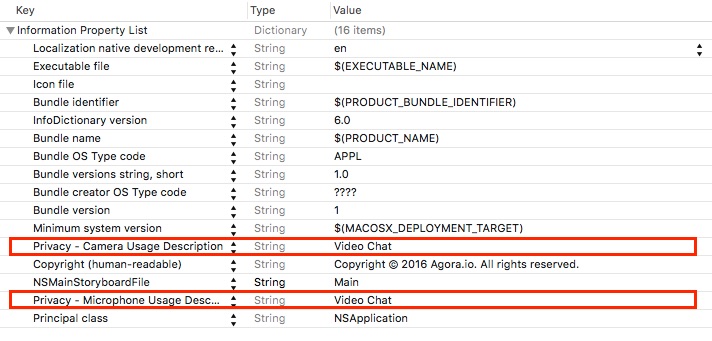 Key Type Value
Information Property List Dictionary (16 items)
Localization native development re... String en
Executable file String $(EXECUTABLE_NAME)
Icon file String
Bundle identifier String $(PRODUCT_BUNDLE_IDENTIFIER)
InfoDictionary version String 6.0
Bundle name String $(PRODUCT_NAME)
Bundle OS Type code String APPL
Bundle versions string, short String 1.0
Bundle creator OS Type code String ????
Bundle version String 1
Minimum system version String $(MACOSX_DEPLOYMENT_TARGET)
Privacy - Camera Usage Description String Video Chat
Copyright (human-readable) String Copyright © 2016 Agora.io. All rights reserved.
NSMainStoryboardFile String Main
Privacy - Microphone Usage Desc... String Video Chat
Principal class String NSApplication